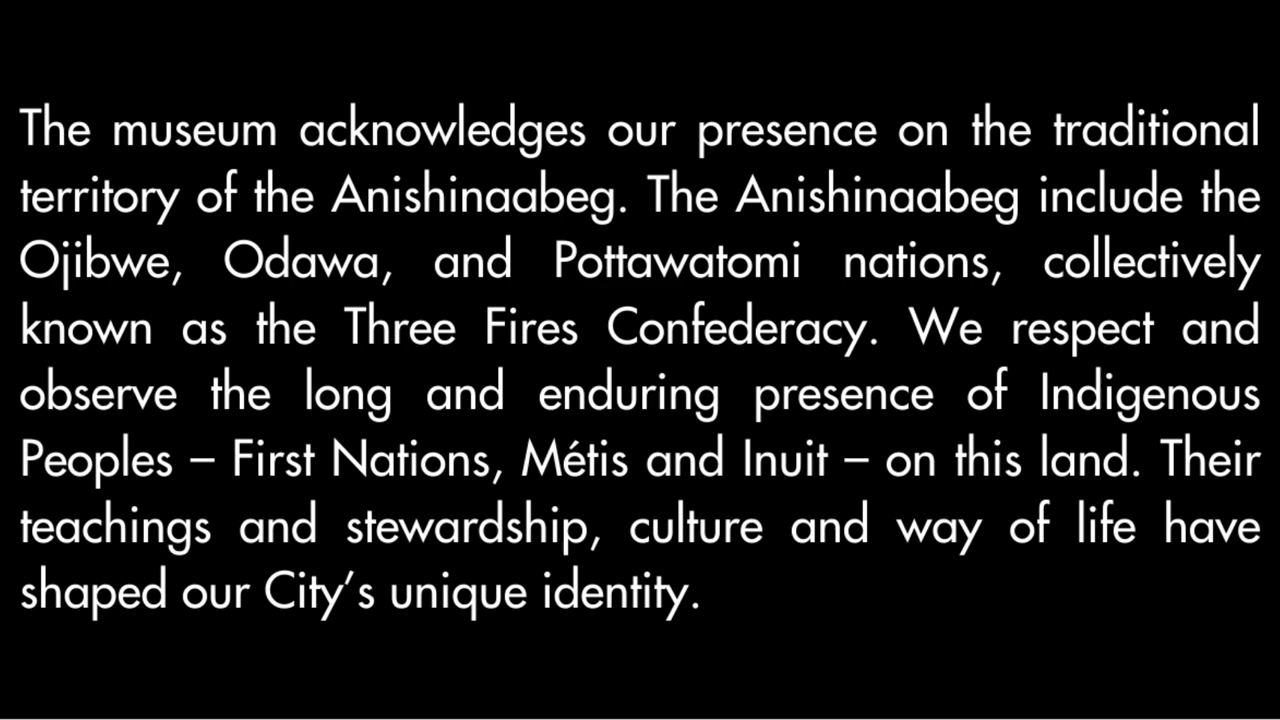 The museum acknowledges our presence on the traditional
territory of the Anishinaabeg. The Anishinaabeg include the
Ojibwe, Odawa, and Pottawatomi nations, collectively
known as the Three Fires Confederacy. We respect and
observe the long and enduring presence of Indigenous
Peoples – First Nations, Métis and Inuit – on this land. Their
teachings and stewardship, culture and way of life have
shaped our City’s unique identity.